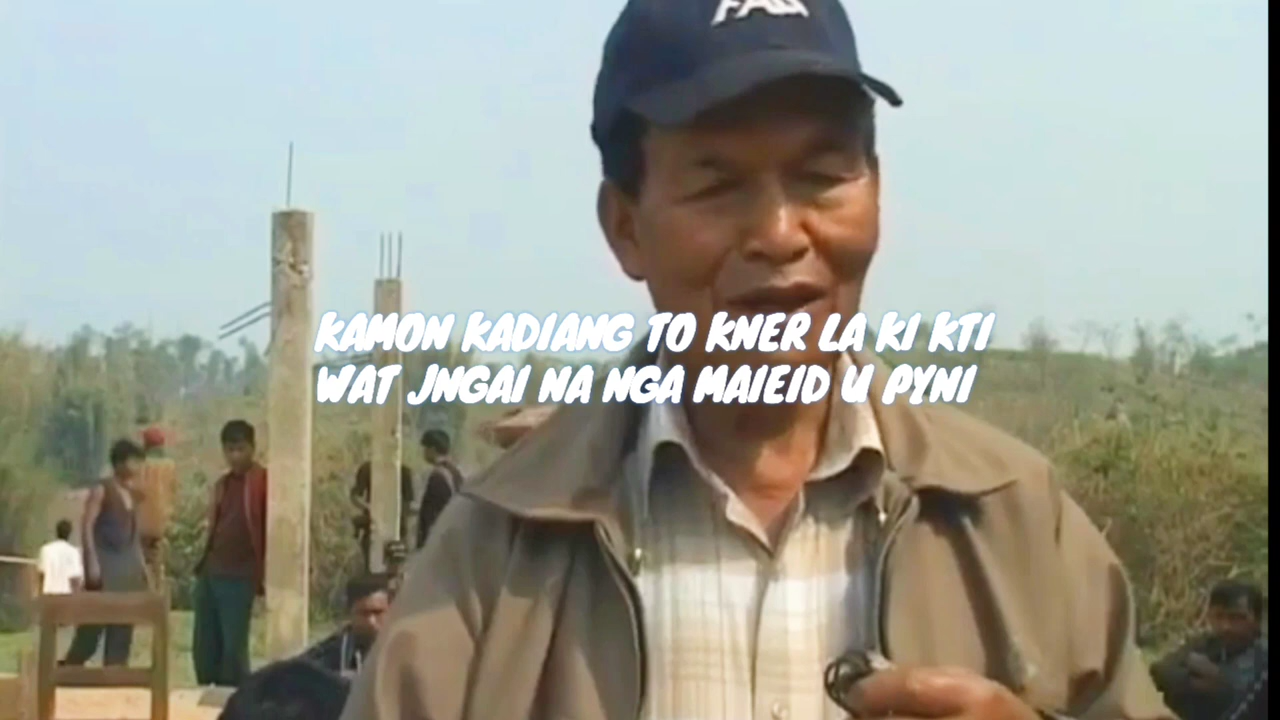 KAMON KADIANG TO KNER LA KI KTI
WAT JNGAI NA NGA MAIEID U PYNI